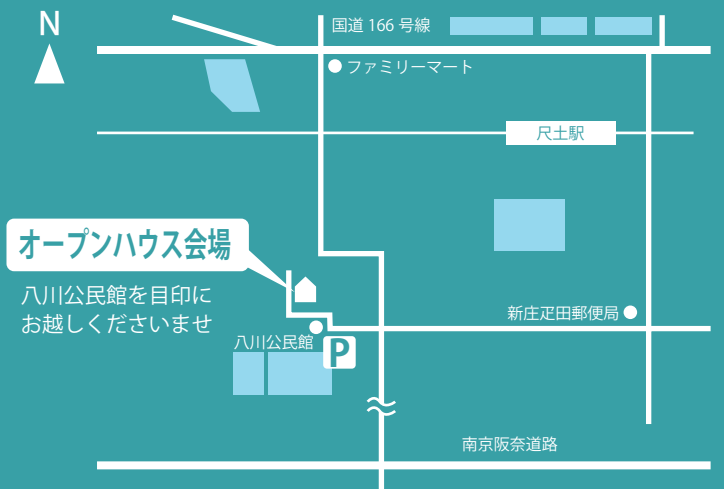 N
国道 166 号線
ファミリーマート
尺土駅
オープンハウス会場
八川公民館を目印に
お越しくださいませ
新庄疋田郵便局
八川公民館
P
南京阪奈道路